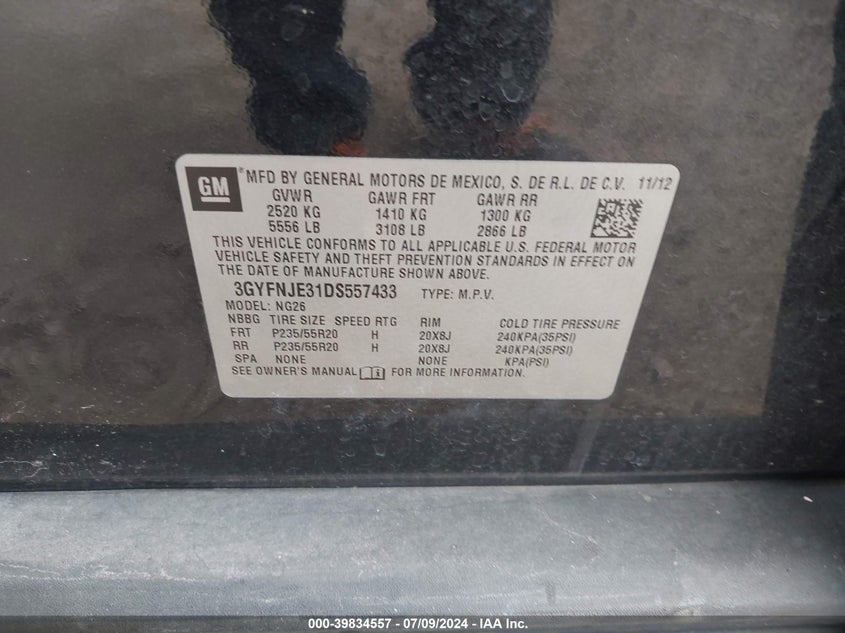 GM® MFD BY GENERAL MOTORS DE MEXICO, S. DE R.L. DE C.V. 11/12
GVWR GAWR FRT GAWR RR
2520 KG 1410 KG 1300 KG
5556 LB 3108 LB 2866 LB
THIS VEHICLE CONFORMS TO ALL APPLICABLE U.S. FEDERAL MOTOR
VEHICLE SAFETY AND THEFT PREVENTION STANDARDS IN EFFECT ON
THE DATE OF MANUFACTURE SHOWN ABOVE.
3GYFNJE31DS557433 TYPE: M.P.V.
MODEL: NG26
NBBG TIRE SIZE SPEED RTG RIM COLD TIRE PRESSURE
FRT P235/55R20 H 20X8J 240KPA(35PSI)
RR P235/55R20 H 20X8J 240KPA(35PSI)
SPA NONE NONE KPA(PSI)
SEE OWNER'S MANUAL FOR MORE INFORMATION.
000-39834557 - 07/09/2024 - IAA Inc.